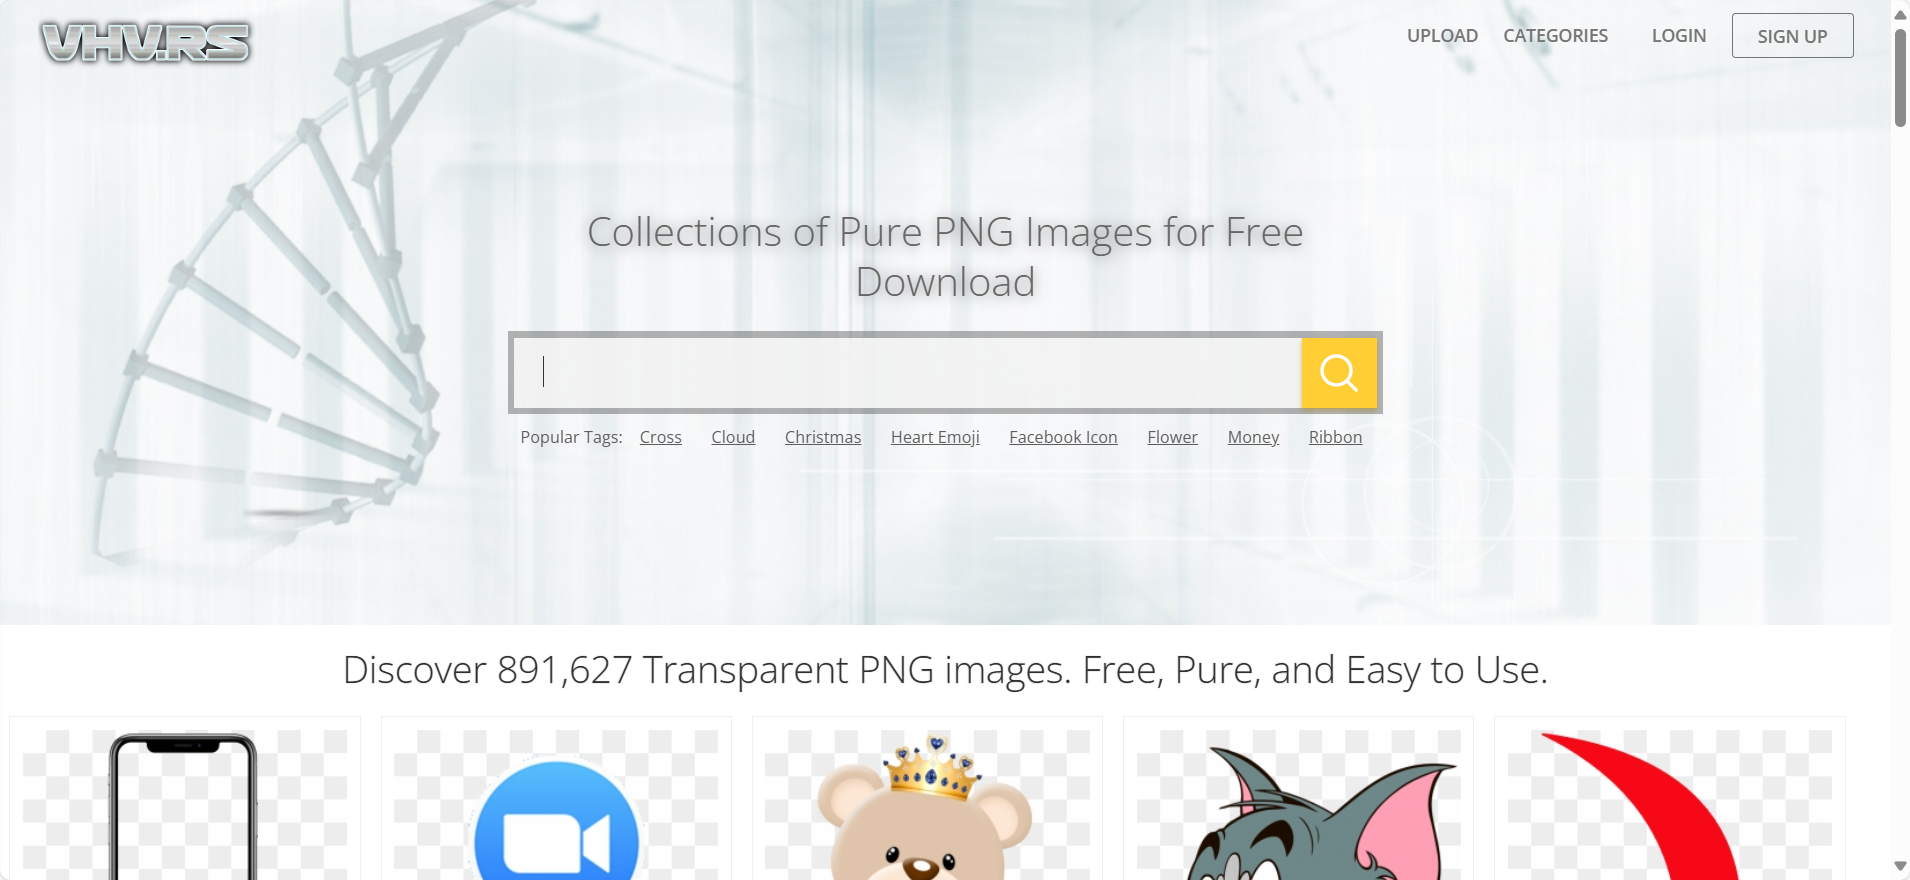 VHV.RS
UPLOAD CATEGORIES LOGIN SIGN UP
Collections of Pure PNG Images for Free
Download
Popular Tags: Cross Cloud Christmas Heart Emoji Facebook Icon Flower Money Ribbon
Discover 891,627 Transparent PNG images. Free, Pure, and Easy to Use.